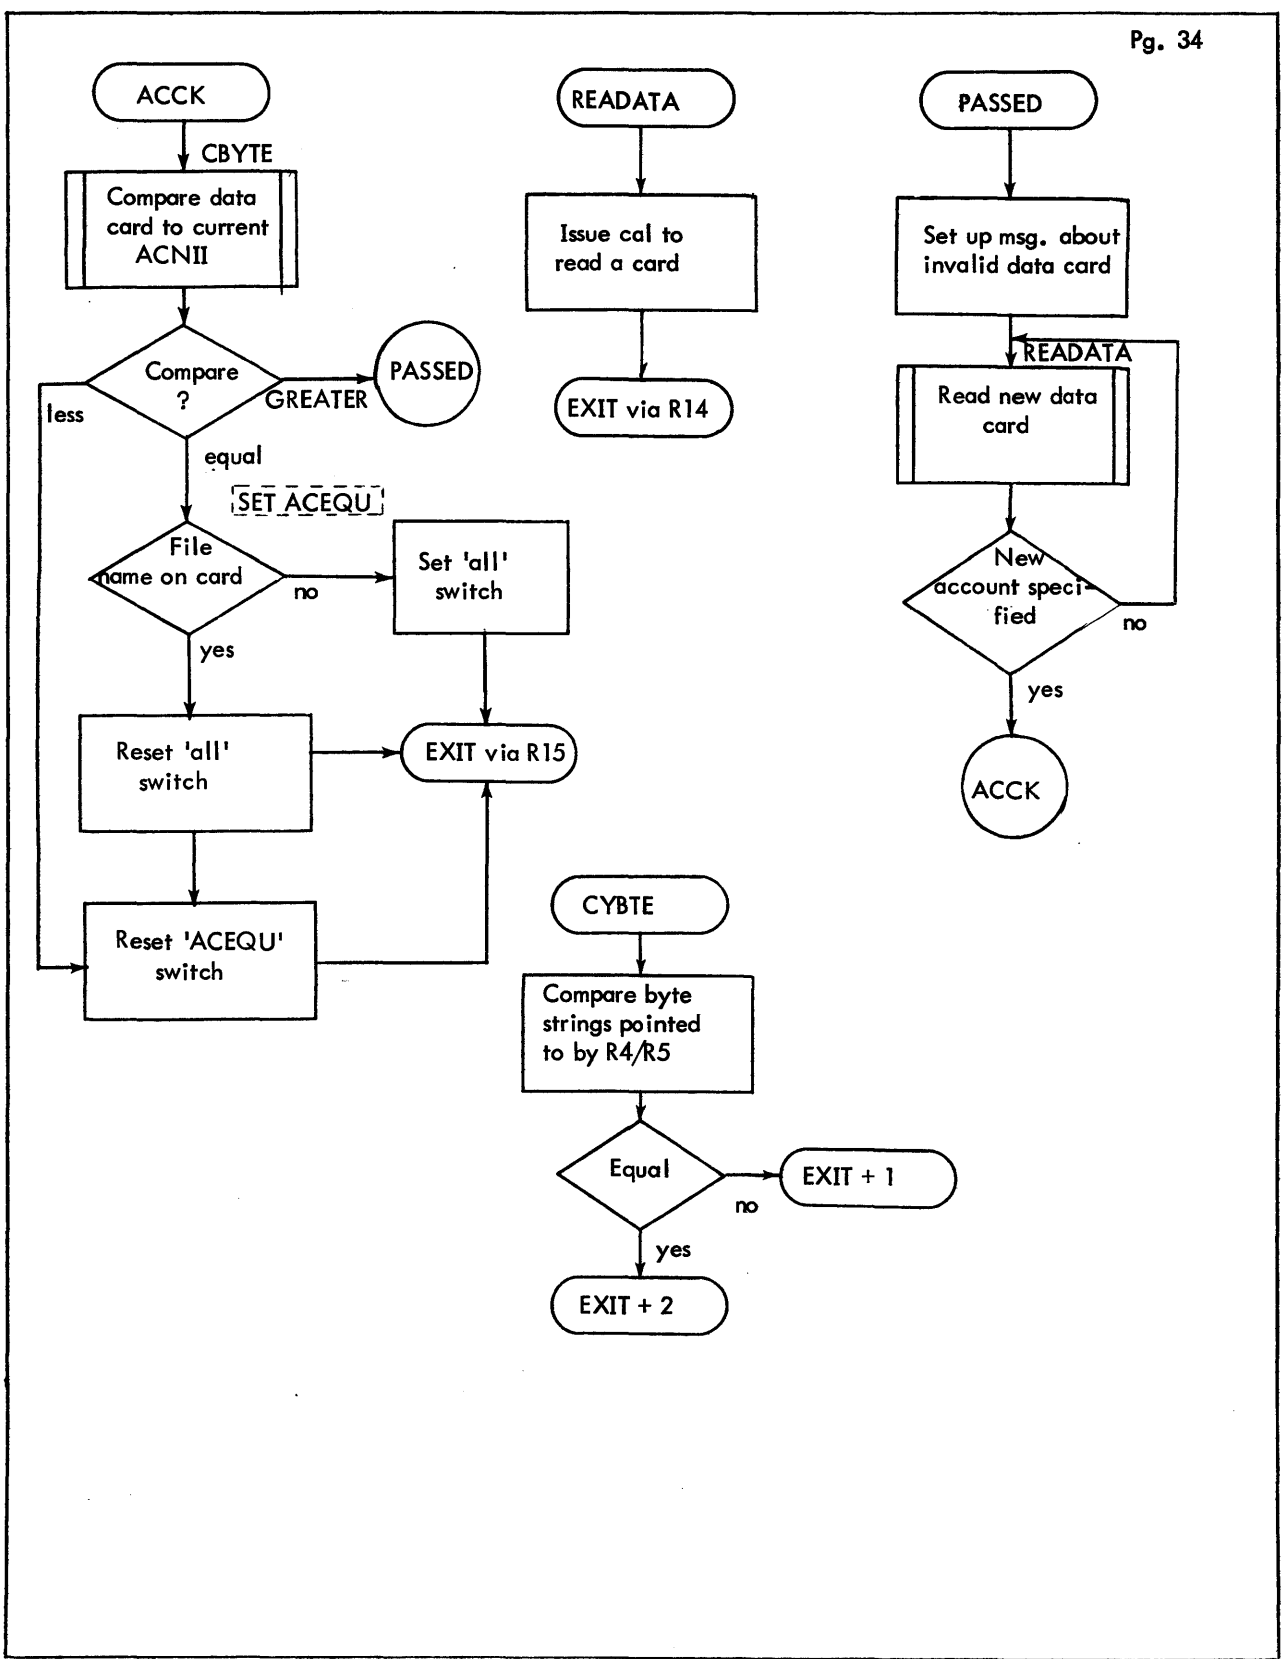 Pg. 34
ACCK
CBYTE
Compare data
card to current
ACNII
Compare
?
less
GREATER
PASSED
equal
SET ACEQU
File
name on card
no
Set 'all'
switch
yes
Reset 'all'
switch
EXIT via R15
Reset 'ACEQU'
switch
READATA
Issue cal to
read a card
EXIT via R14
PASSED
Set up msg. about
invalid data card
READATA
Read new data
card
New
account speci-
fied
no
yes
ACCK
CYBTE
Compare byte
strings pointed
to by R4/R5
Equal
no
EXIT + 1
yes
EXIT + 2